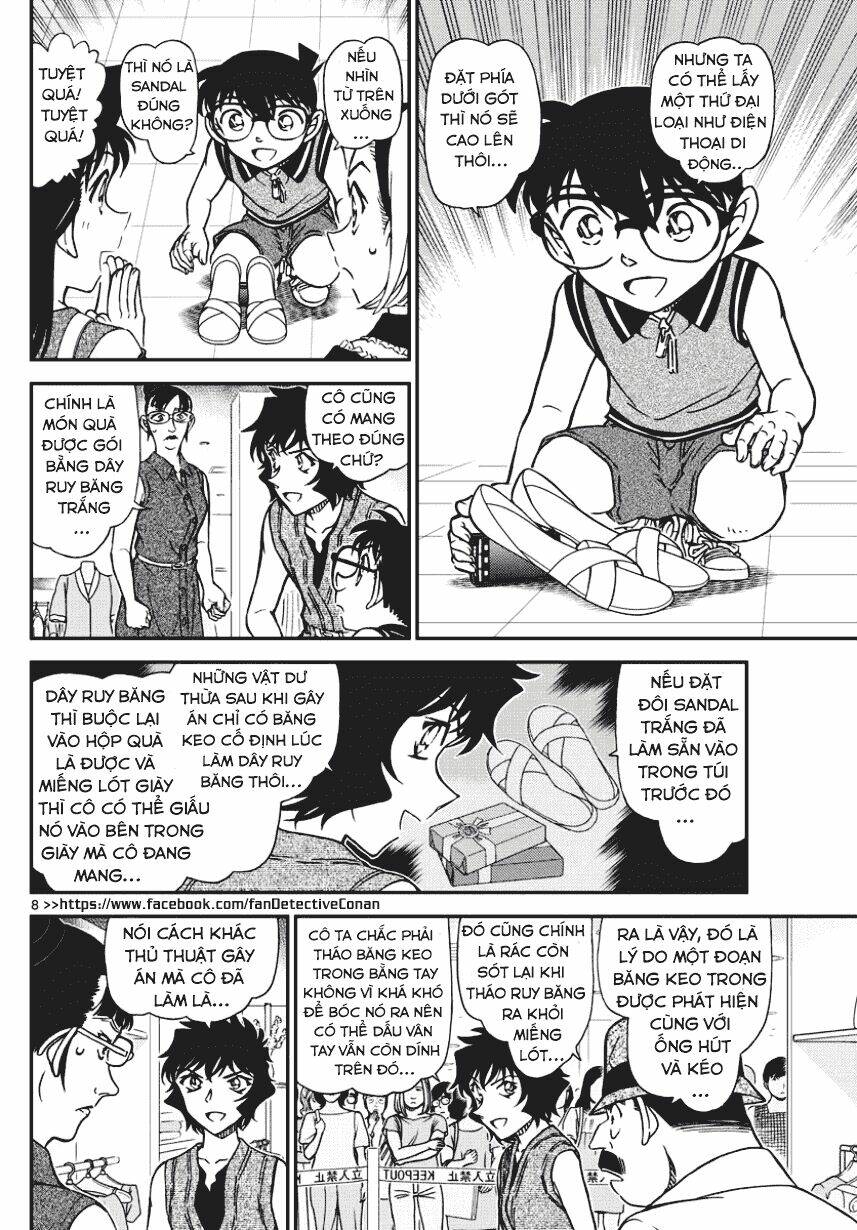 NHƯNG TA
CÓ THỂ LẤY
MỘT THỨ ĐẠI
LOẠI NHƯ ĐIỆN
THOẠI DI
ĐỘNG..
ĐẶT PHÍA
DƯỚI GÓT
THÌ NÓ SẼ
CAO LÊN
THÔI...
NẾU
NHÌN
TỪ TRÊN
XUỐNG
...
THÌ NÓ LÀ
SANDAL
ĐÚNG
KHÔNG?
TUYỆT
QUÁ!
TUYỆT
QUÁ!
CÔ CŨNG
CÓ MANG
THEO ĐÚNG
CHỨ?
CHÍNH LÀ
MÓN QUÀ
ĐƯỢC GÓI
BẰNG DÂY
RUY BĂNG
TRẮNG
...
NẾU ĐẶT
ĐÔI SANDAL
TRẮNG ĐÃ
LÀM SẴN VÀO
TRONG TÚI
TRƯỚC ĐÓ
...
NHỮNG VẬT DƯ
THỪA SAU KHI GÂY
ÁN CHỈ CÓ BĂNG
KEO CỐ ĐỊNH LÚC
LÀM DÂY RUY
BĂNG THÔI...
DÂY RUY BĂNG
THÌ BUỘC LẠI
VÀO HỘP QUÀ
LÀ ĐƯỢC VÀ
MIẾNG LÓT GIÀY
THÌ CÔ CÓ THỂ GIẤU
NÓ VÀO BÊN TRONG
GIÀY MÀ CÔ ĐANG
MANG...
8 >>https://www.facebook.com/fanDetectiveConan
RA LÀ VẬY, ĐÓ LÀ
LÝ DO MỘT ĐOẠN
BĂNG KEO TRONG
ĐƯỢC PHÁT HIỆN
CÙNG VỚI
ỐNG HÚT
VÀ KÉO
...
ĐÓ CŨNG CHÍNH
LÀ RÁC CÒN
SÓT LẠI KHI
THÁO RUY BĂNG
RA KHỎI
MIẾNG
LÓT...
CÔ TA CHẮC PHẢI
THÁO BĂNG KEO
TRONG BẰNG TAY
KHÔNG VÌ KHÁ KHÓ
ĐỂ BÓC NÓ RA NÊN
CÓ THỂ DẤU VÂN
TAY VẪN CÒN DÍNH
TRÊN ĐÓ...
立入禁止 KEEPOUT 立入禁止
NÓI CÁCH KHÁC
THỦ THUẬT GÂY
ÁN MÀ CÔ ĐÃ
LÀM LÀ...